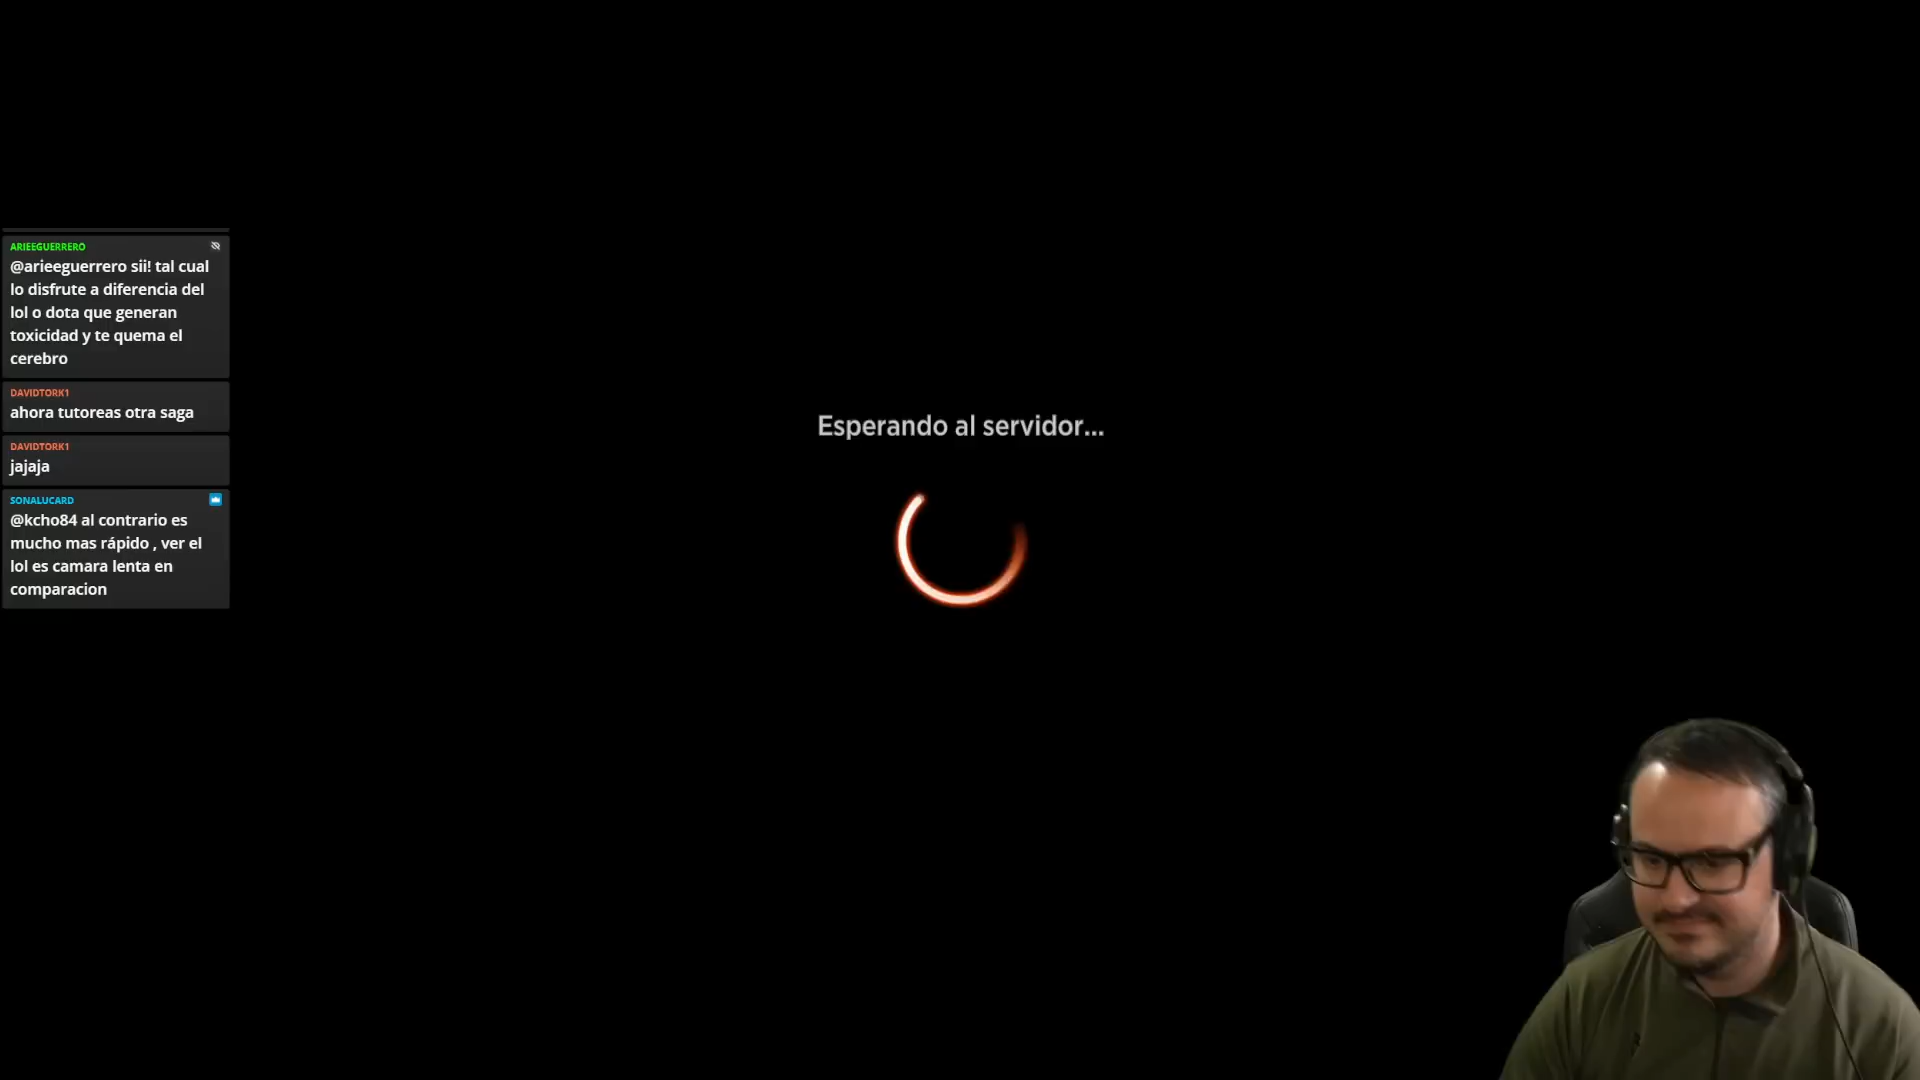 ARIEEGUERRERO
@arieeguerrero sii! tal cual
lo disfrute a diferencia del
lol o dota que generan
toxicidad y te quema el
cerebro
DAVIDTORK1
ahora tutoreas otra saga
DAVIDTORK1
jajaja
SONALUCARD
@kcho84 al contrario es
mucho mas rápido , ver el
lol es camara lenta en
comparacion
Esperando al servidor...